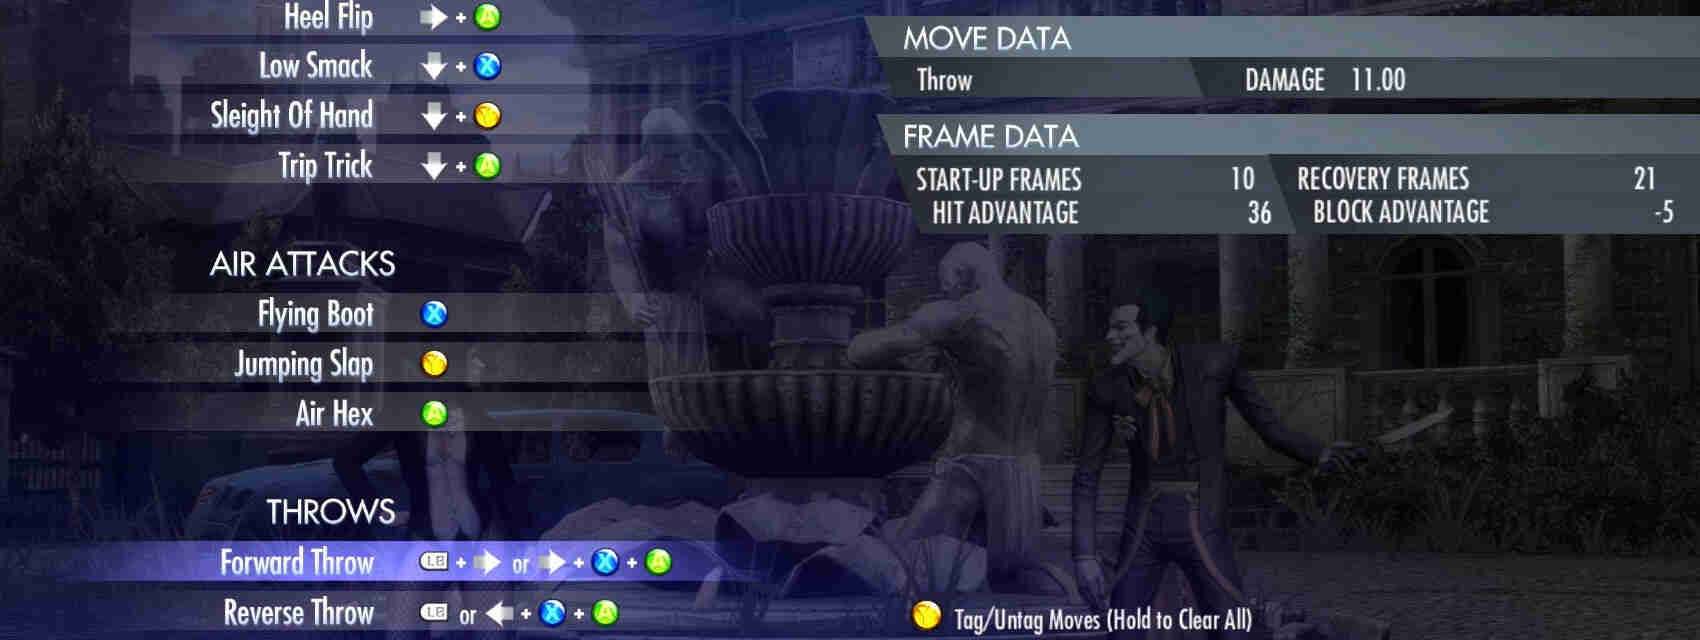 Heel Flip + A
Low Smack + X
Sleight Of Hand + Y
Trip Trick + A
AIR ATTACKS
Flying Boot X
Jumping Slap Y
Air Hex A
THROWS
Forward Throw LB + or + X + A
Reverse Throw LB or + X + A
MOVE DATA
Throw DAMAGE 11.00
FRAME DATA
START-UP FRAMES 10 RECOVERY FRAMES 21
HIT ADVANTAGE 36 BLOCK ADVANTAGE -5
Y Tag/Untag Moves (Hold to Clear All)